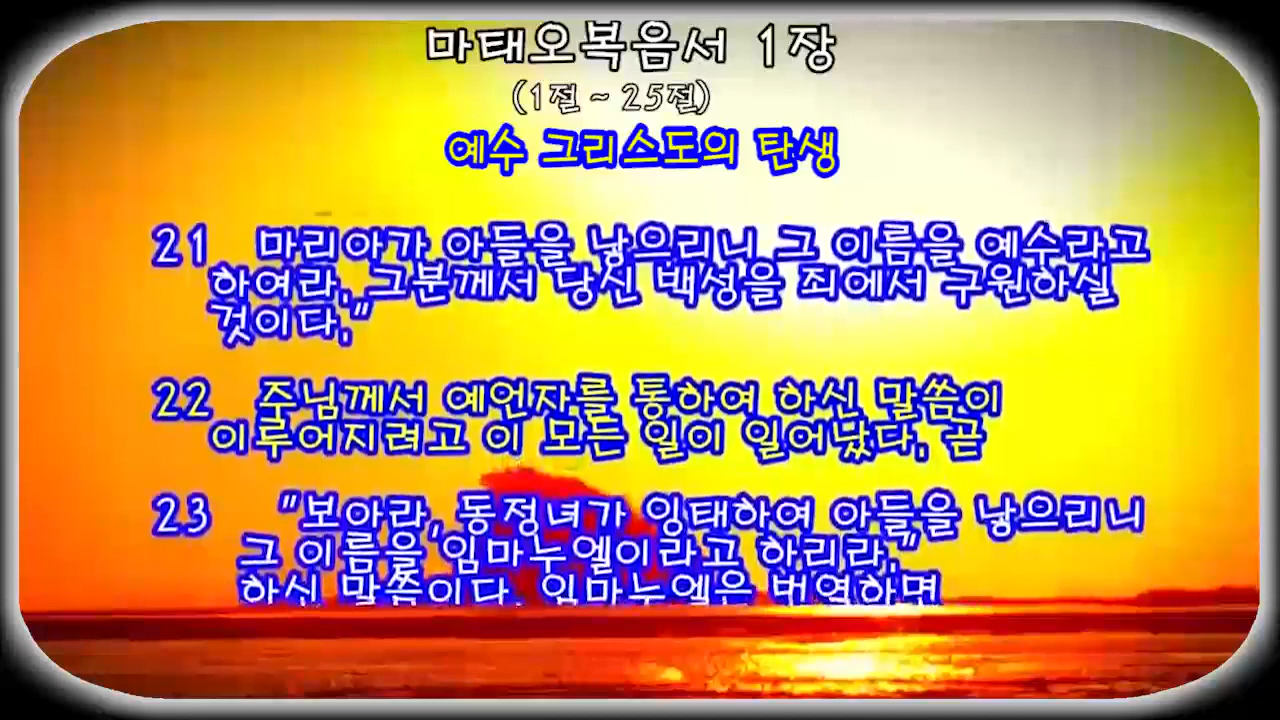 마태오복음서 1장
(1절 ~ 25절)
예수 그리스도의 탄생
21 마리아가 아들을 낳으리니 그 이름을 예수라고
하여라. 그분께서 당신 백성을 죄에서 구원하실
것이다."
22 주님께서 예언자를 통하여 하신 말씀이
이루어지려고 이 모든 일이 일어났다. 곧
23 "보아라, 동정녀가 잉태하여 아들을 낳으리니
그 이름을 임마누엘이라고 하리라."
하신 말씀이다. 임마누엘은 번역하면